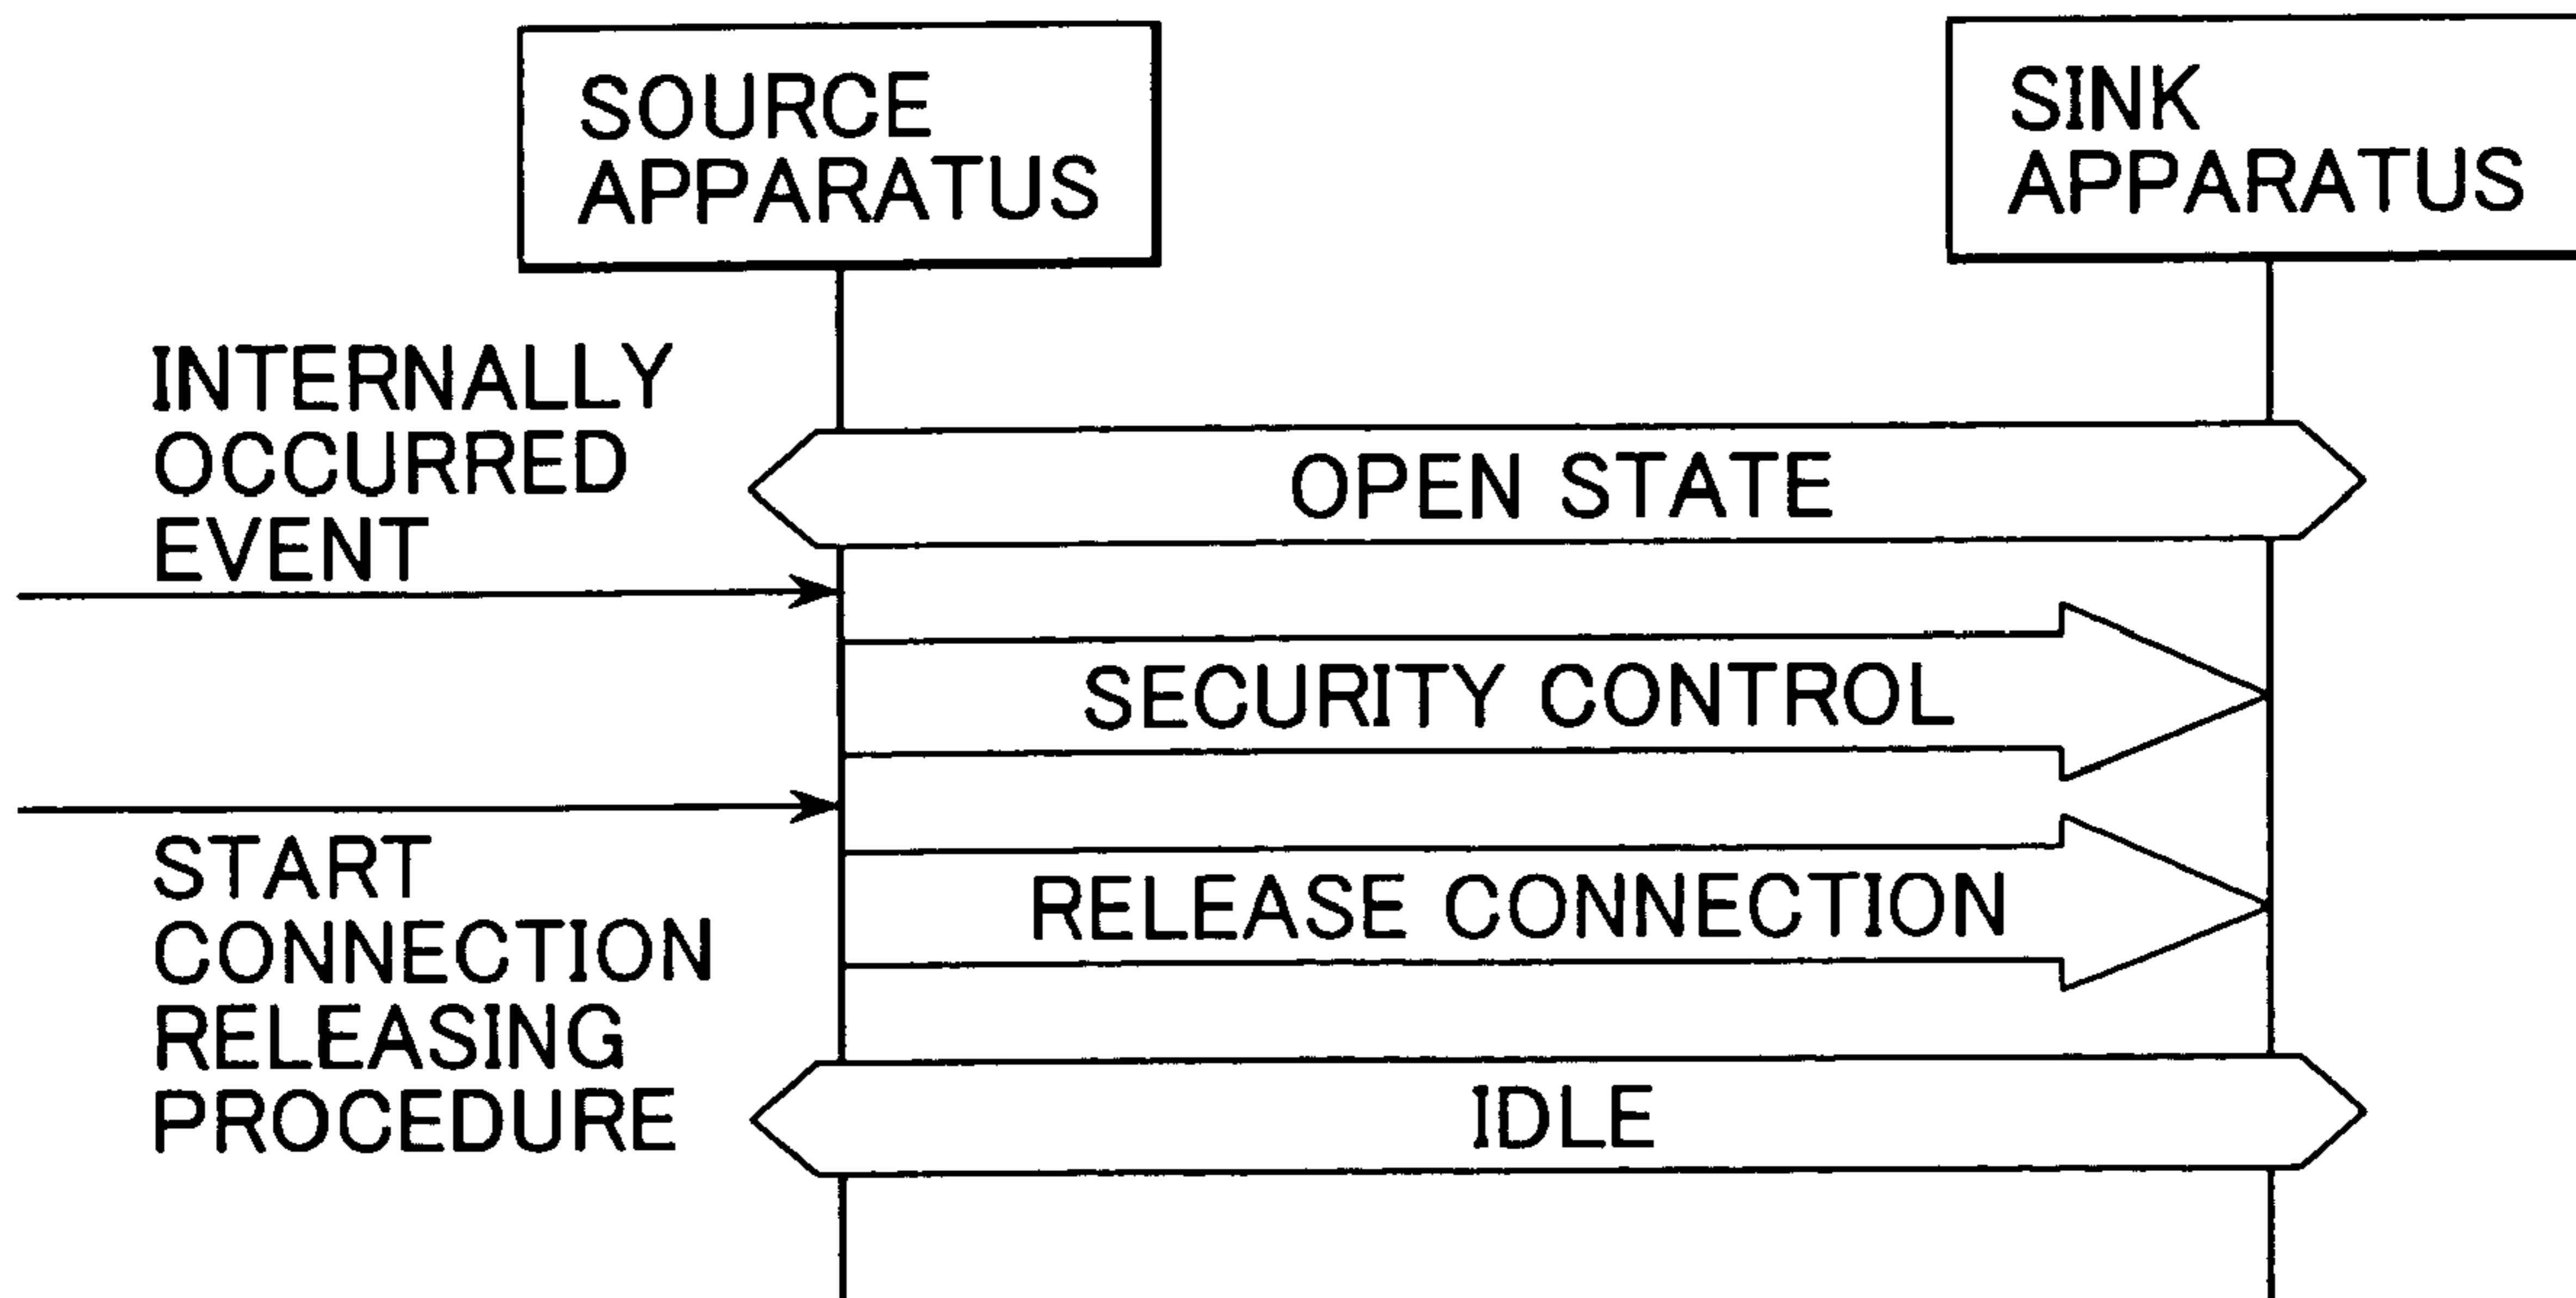 SOURCE
APPARATUS
SINK
APPARATUS
INTERNALLY
OCCURRED
EVENT
OPEN STATE
SECURITY CONTROL
START
CONNECTION
RELEASING
PROCEDURE
RELEASE CONNECTION
IDLE